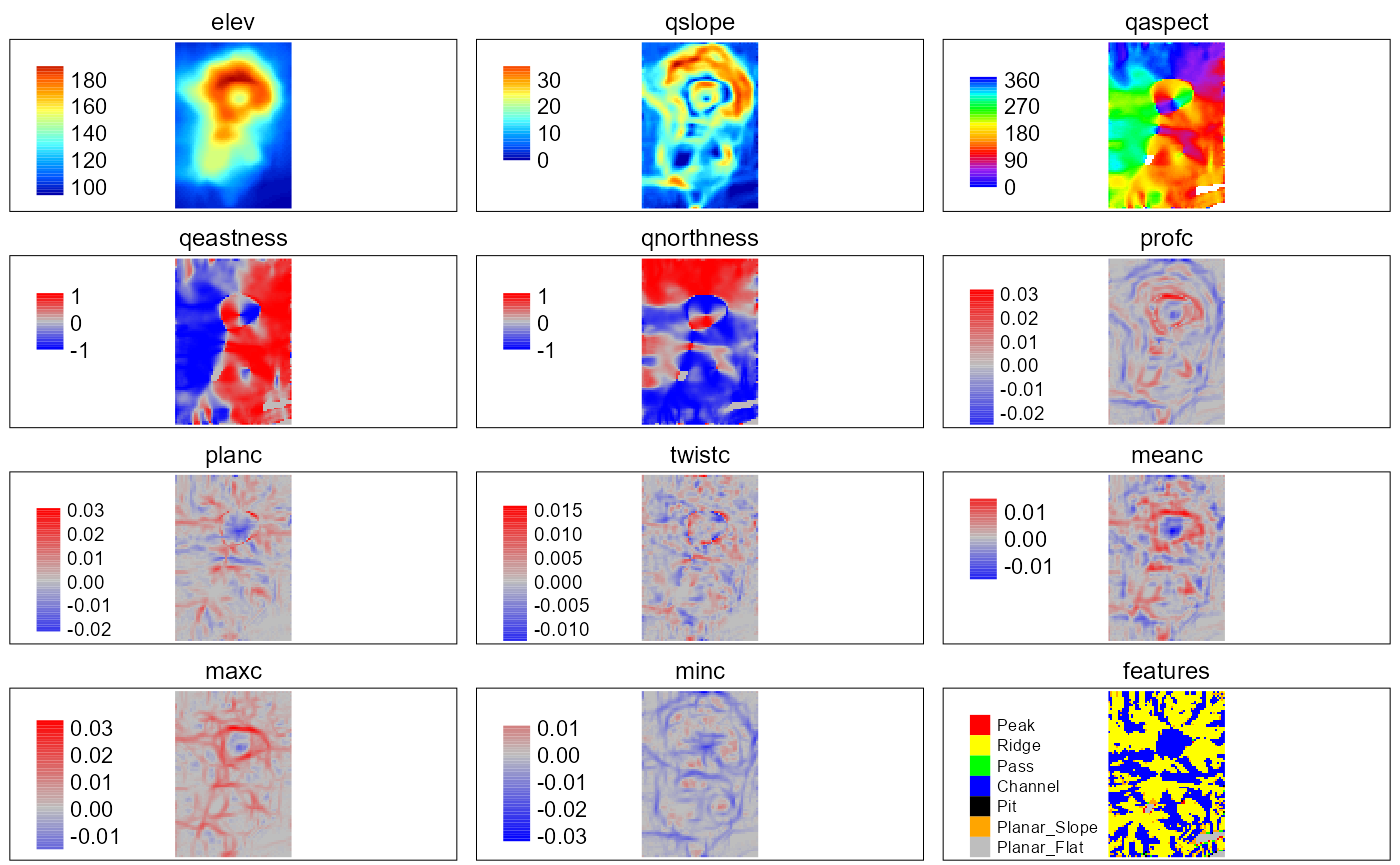 elev
180
160
140
120
100
qslope
30
20
10
0
qaspect
360
270
180
90
0
qeastness
1
0
-1
qnorthness
1
0
-1
profc
0.03
0.02
0.01
0.00
-0.01
-0.02
planc
0.03
0.02
0.01
0.00
-0.01
-0.02
twistc
0.015
0.010
0.005
0.000
-0.005
-0.010
meanc
0.01
0.00
-0.01
maxc
0.03
0.02
0.01
0.00
-0.01
minc
0.01
0.00
-0.01
-0.02
-0.03
features
Peak
Ridge
Pass
Channel
Pit
Planar_Slope
Planar_Flat